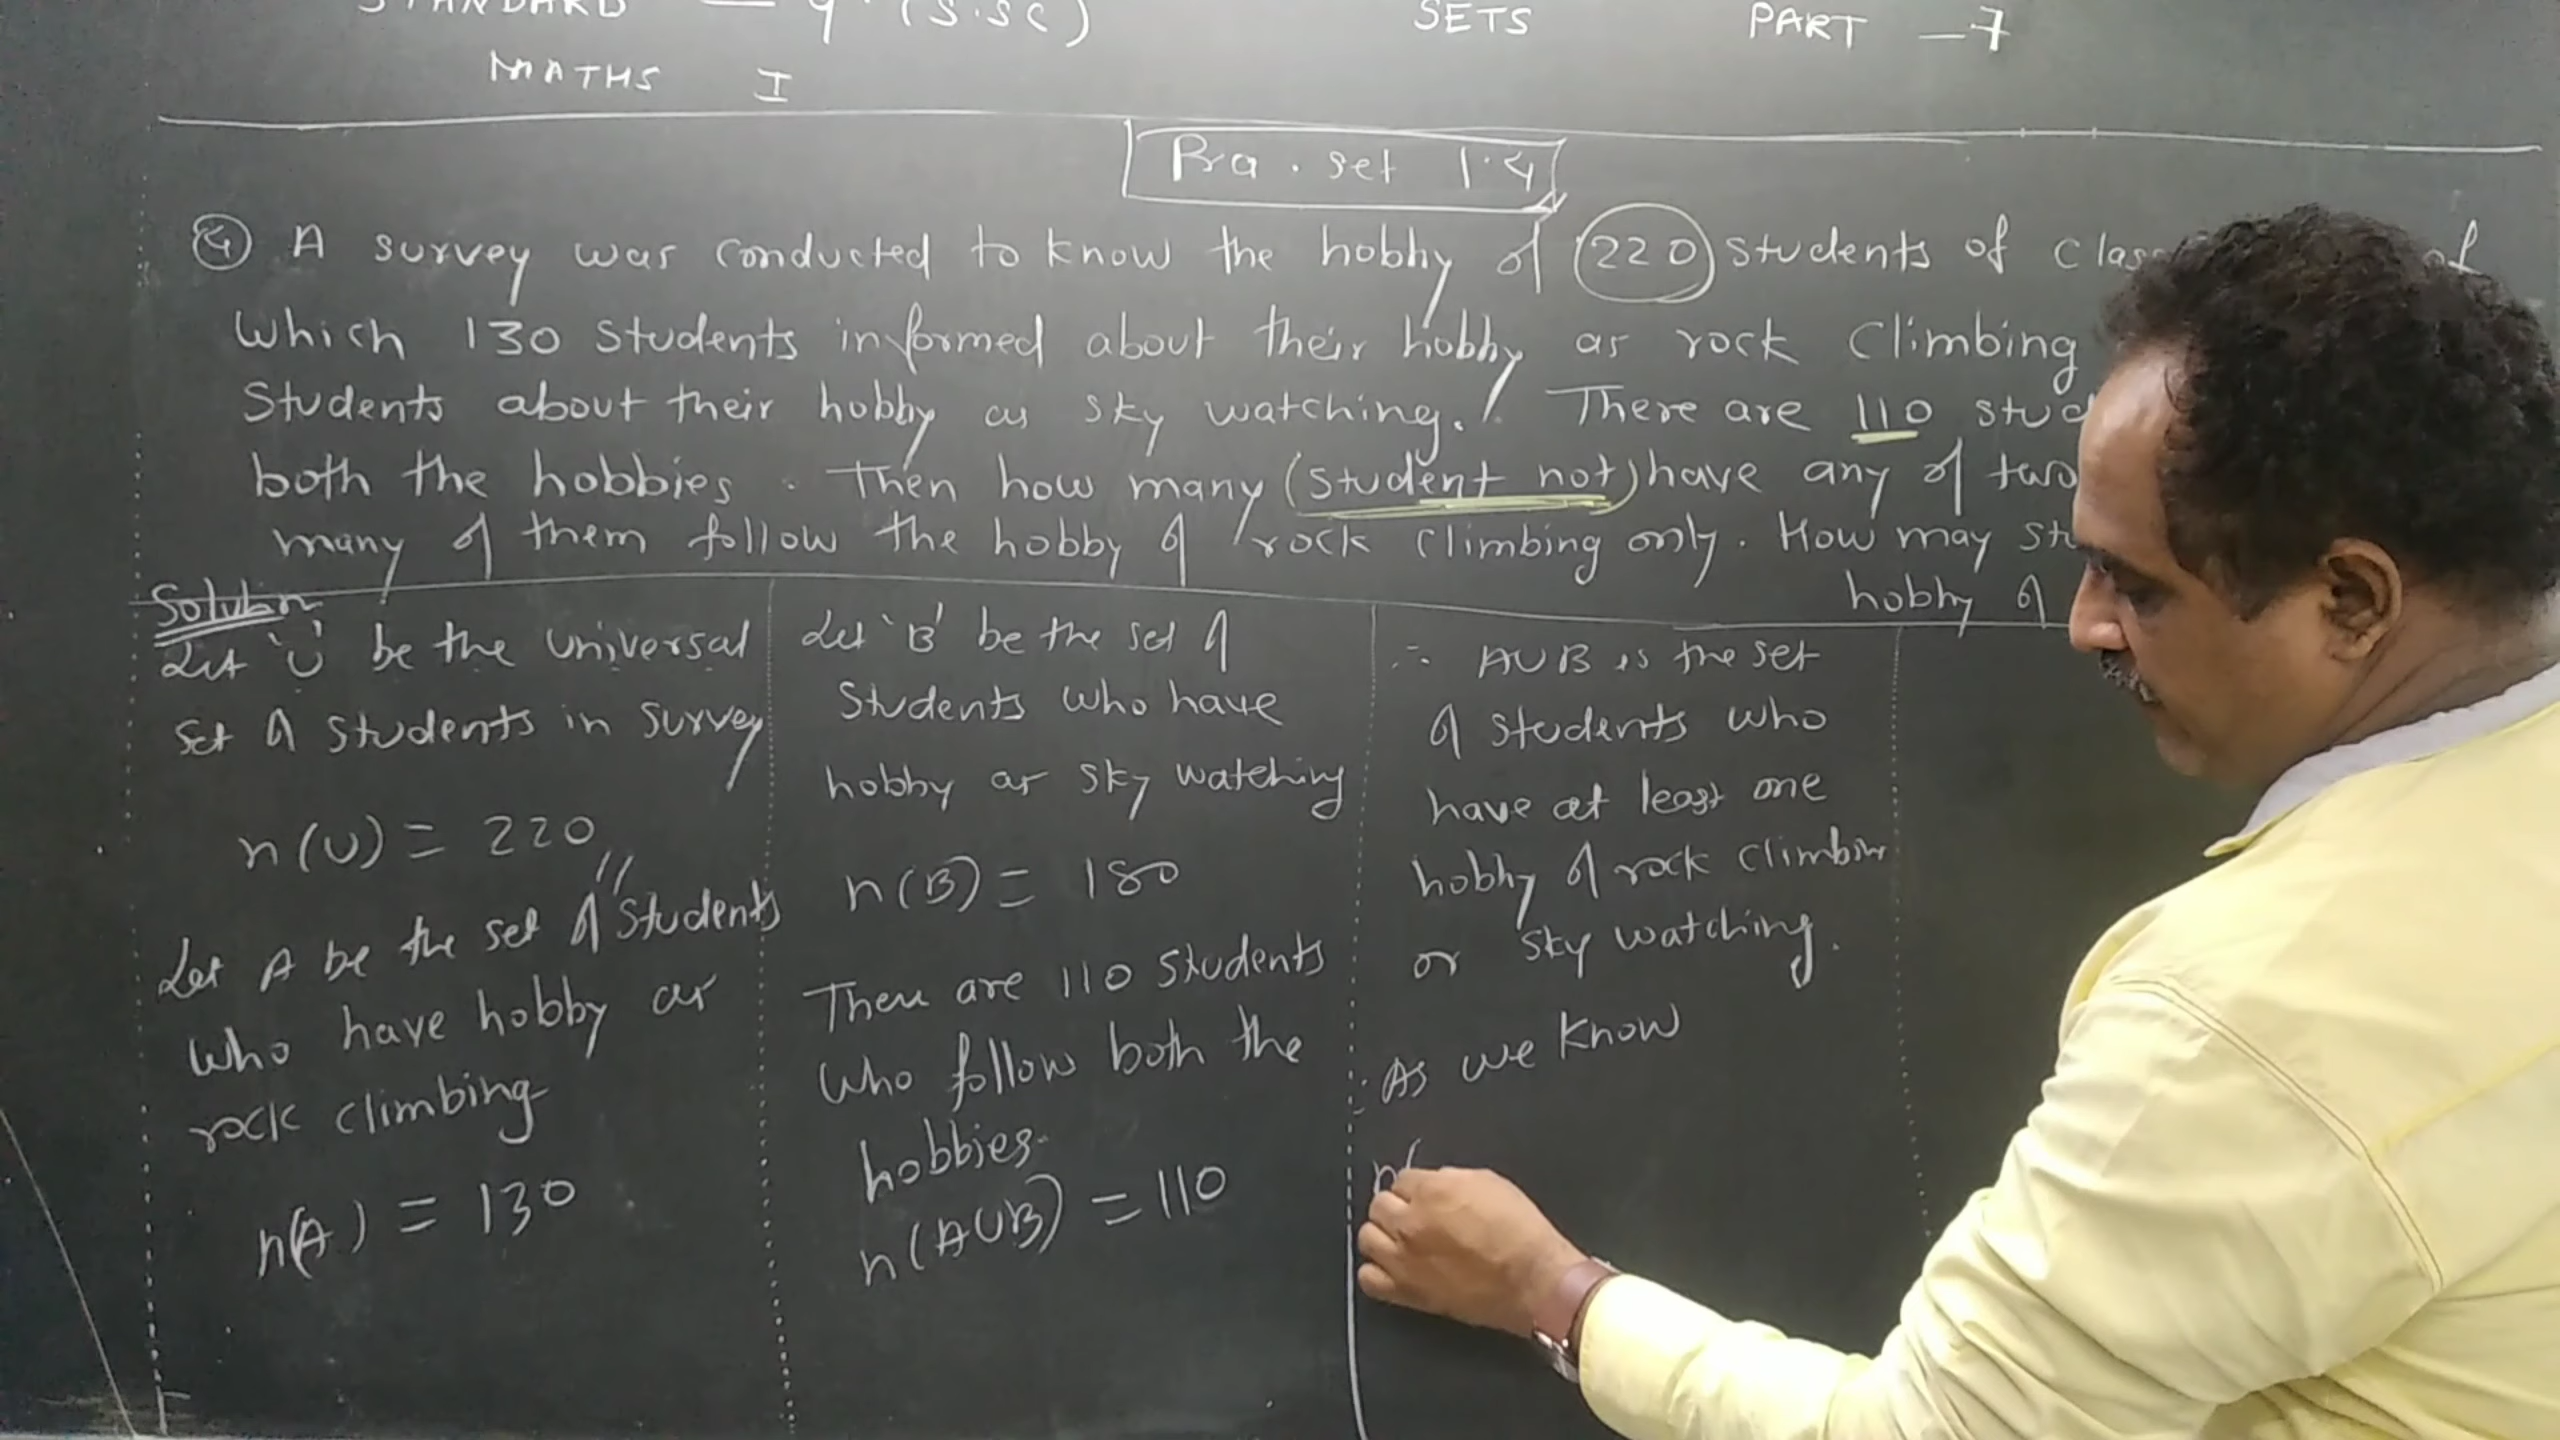 STANDARD — 9. (S.SC) SETS PART —7
MATHS I
Pra. set 1.4
④ A survey was conducted to know the hobby of 220 students of class of
Which 130 students informed about their hobby as rock climbing
Students about their hobby as sky watching. There are 110
both the hobbies. Then how many (student not) have any of two
many of them follow the hobby of rock climbing only. How may
hobby of
Solution
Let 'U' be the universal
set of students in survey
n(U) = 220 //
Let A be the set of students
who have hobby as
rock climbing
n(A) = 130
Let 'B' be the set of
Students who have
hobby as sky watching
n(B) = 180
There are 110 students
who follow both the
hobbies.
n(A∪B) = 110
∴ A∪B is the set
of students who
have at least one
hobby of rock climbing
or sky watching.
∴ As we know
n(